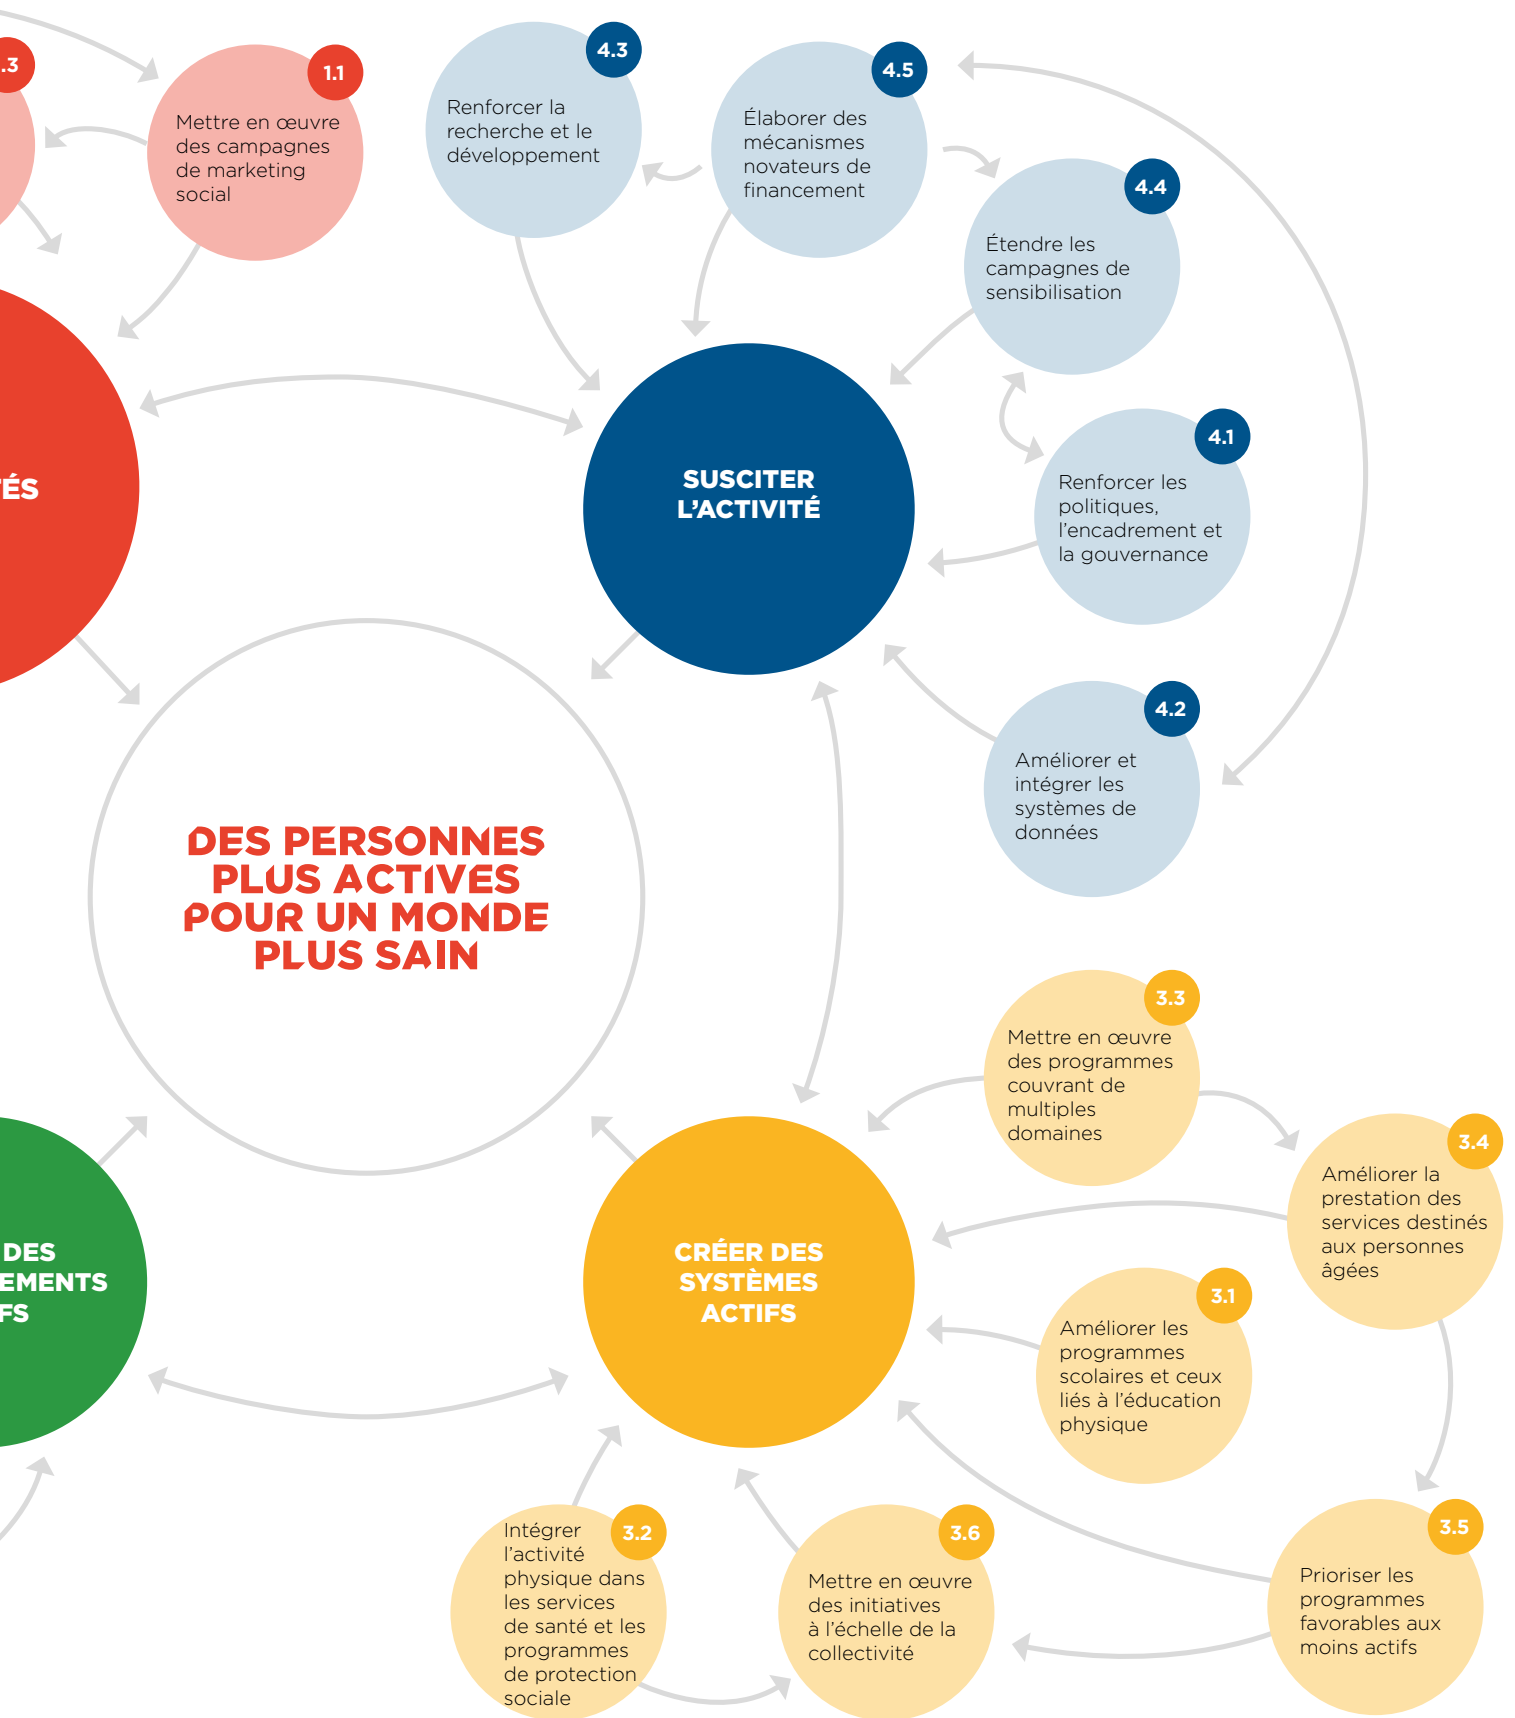 .3
1.1
Mettre en œuvre
des campagnes
de marketing
social
4.3
Renforcer la
recherche et le
développement
4.5
Élaborer des
mécanismes
novateurs de
financement
4.4
Étendre les
campagnes de
sensibilisation
4.1
Renforcer les
politiques,
l'encadrement et
la gouvernance
4.2
Améliorer et
intégrer les
systèmes de
données
TÉS
SUSCITER
L'ACTIVITÉ
DES PERSONNES
PLUS ACTIVES
POUR UN MONDE
PLUS SAIN
DES
EMENTS
FS
CRÉER DES
SYSTÈMES
ACTIFS
3.3
Mettre en œuvre
des programmes
couvrant de
multiples
domaines
3.4
Améliorer la
prestation des
services destinés
aux personnes
âgées
3.1
Améliorer les
programmes
scolaires et ceux
liés à l'éducation
physique
3.2
Intégrer
l'activité
physique dans
les services
de santé et les
programmes
de protection
sociale
3.6
Mettre en œuvre
des initiatives
à l'échelle de la
collectivité
3.5
Prioriser les
programmes
favorables aux
moins actifs